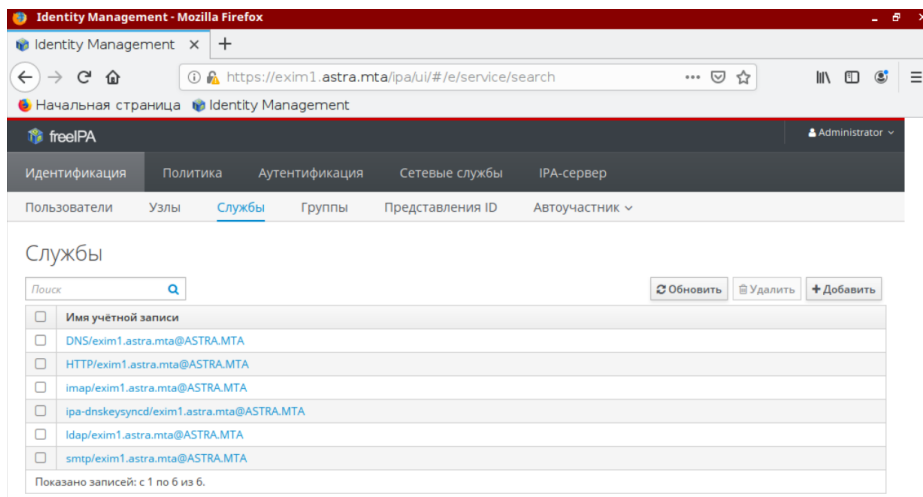 Identity Management - Mozilla Firefox
Identity Management × +
https://exim1.astra.mta/ipa/ui/#/e/service/search
Начальная страница Identity Management
freeIPA Administrator
Идентификация Политика Аутентификация Сетевые службы IPA-сервер
Пользователи Узлы Службы Группы Представления ID Автоучастник
Службы
Поиск Обновить Удалить +Добавить
Имя учётной записи
DNS/exim1.astra.mta@ASTRA.MTA
HTTP/exim1.astra.mta@ASTRA.MTA
imap/exim1.astra.mta@ASTRA.MTA
ipa-dnskeysyncd/exim1.astra.mta@ASTRA.MTA
ldap/exim1.astra.mta@ASTRA.MTA
smtp/exim1.astra.mta@ASTRA.MTA
Показано записей: с 1 по 6 из 6.